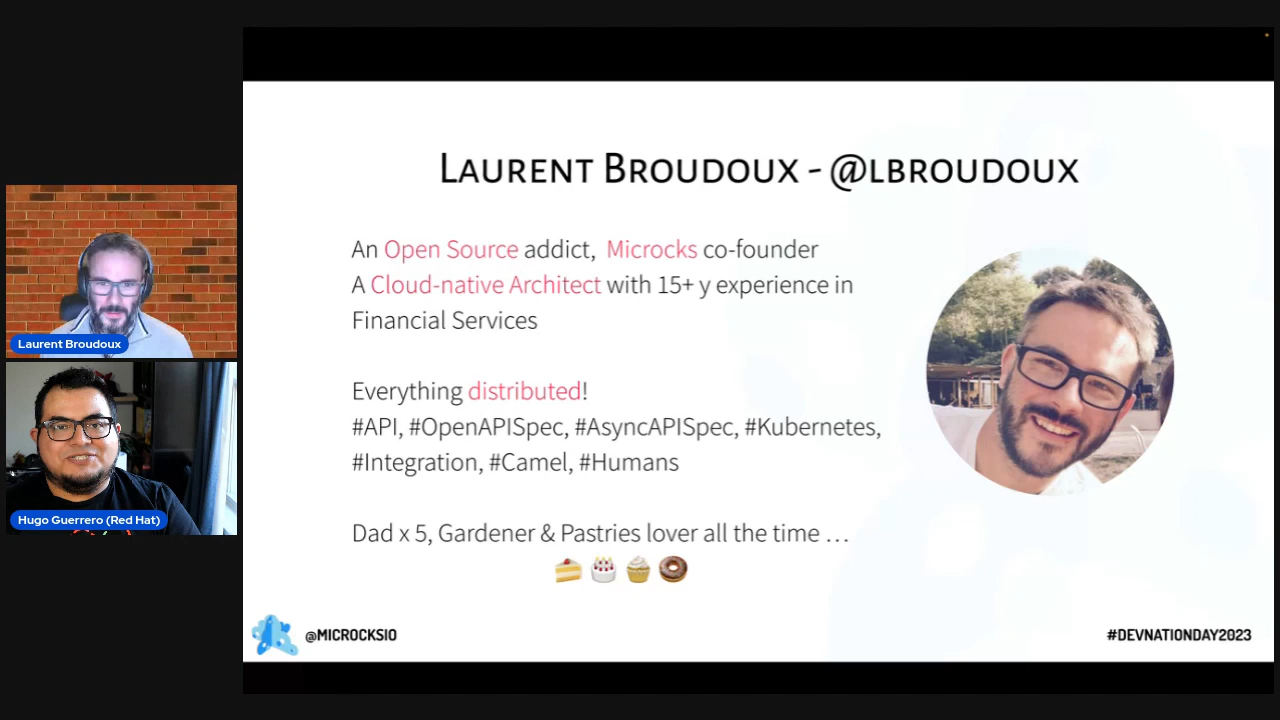 Laurent Broudoux - @lbroudoux
An Open Source addict, Microcks co-founder
A Cloud-native Architect with 15+ y experience in
Financial Services
Everything distributed!
#API, #OpenAPISpec, #AsyncAPISpec, #Kubernetes,
#Integration, #Camel, #Humans
Dad x 5, Gardener & Pastries lover all the time …
@MICROCKSIO
#DEVNATIONDAY2023
Laurent Broudoux
Hugo Guerrero (Red Hat)